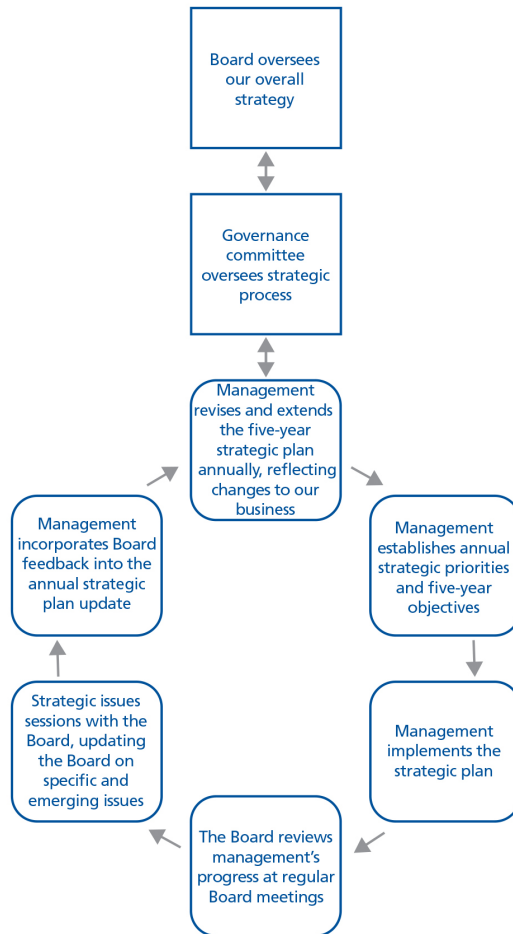 Board oversees
our overall
strategy
Governance
committee
oversees strategic
process
Management
revises and extends
the five-year
strategic plan
annually, reflecting
changes to our
business
Management
establishes annual
strategic priorities
and five-year
objectives
Management
implements the
strategic plan
The Board reviews
management’s
progress at regular
Board meetings
Strategic issues
sessions with the
Board, updating
the Board on
specific and
emerging issues
Management
incorporates Board
feedback into the
annual strategic
plan update